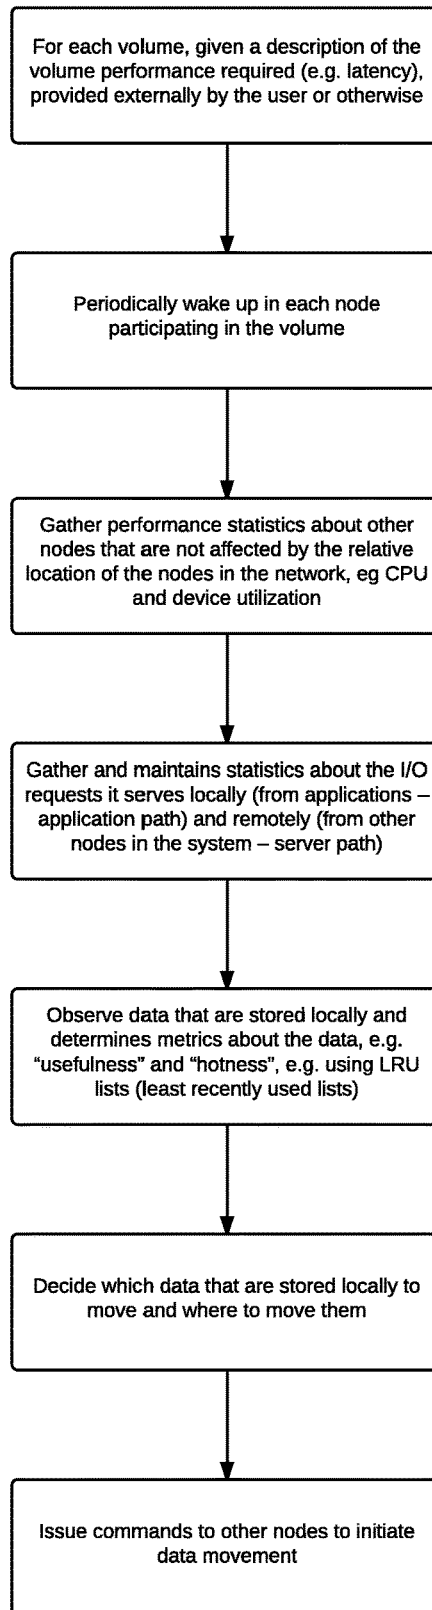 For each volume, given a description of the
volume performance required (e.g. latency),
provided externally by the user or otherwise
Periodically wake up in each node
participating in the volume
Gather performance statistics about other
nodes that are not affected by the relative
location of the nodes in the network, eg CPU
and device utilization
Gather and maintains statistics about the I/O
requests it serves locally (from applications –
application path) and remotely (from other
nodes in the system – server path)
Observe data that are stored locally and
determines metrics about the data, e.g.
“usefulness” and “hotness”, e.g. using LRU
lists (least recently used lists)
Decide which data that are stored locally to
move and where to move them
Issue commands to other nodes to initiate
data movement